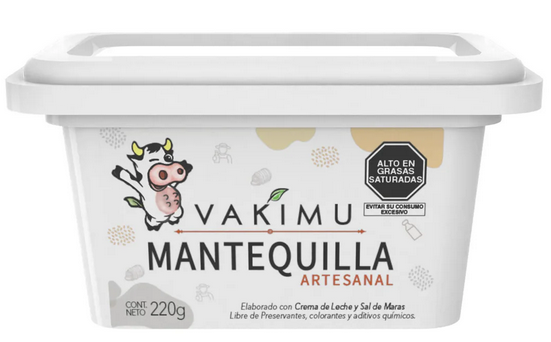 ALTO EN
GRASAS
SATURADAS
EVITAR SU CONSUMO
EXCESIVO
VAKIMU
MANTEQUILLA
ARTESANAL
CONT.
NETO 220g
Elaborado con Crema de Leche y Sal de Maras
Libre de Preservantes, colorantes y aditivos químicos.